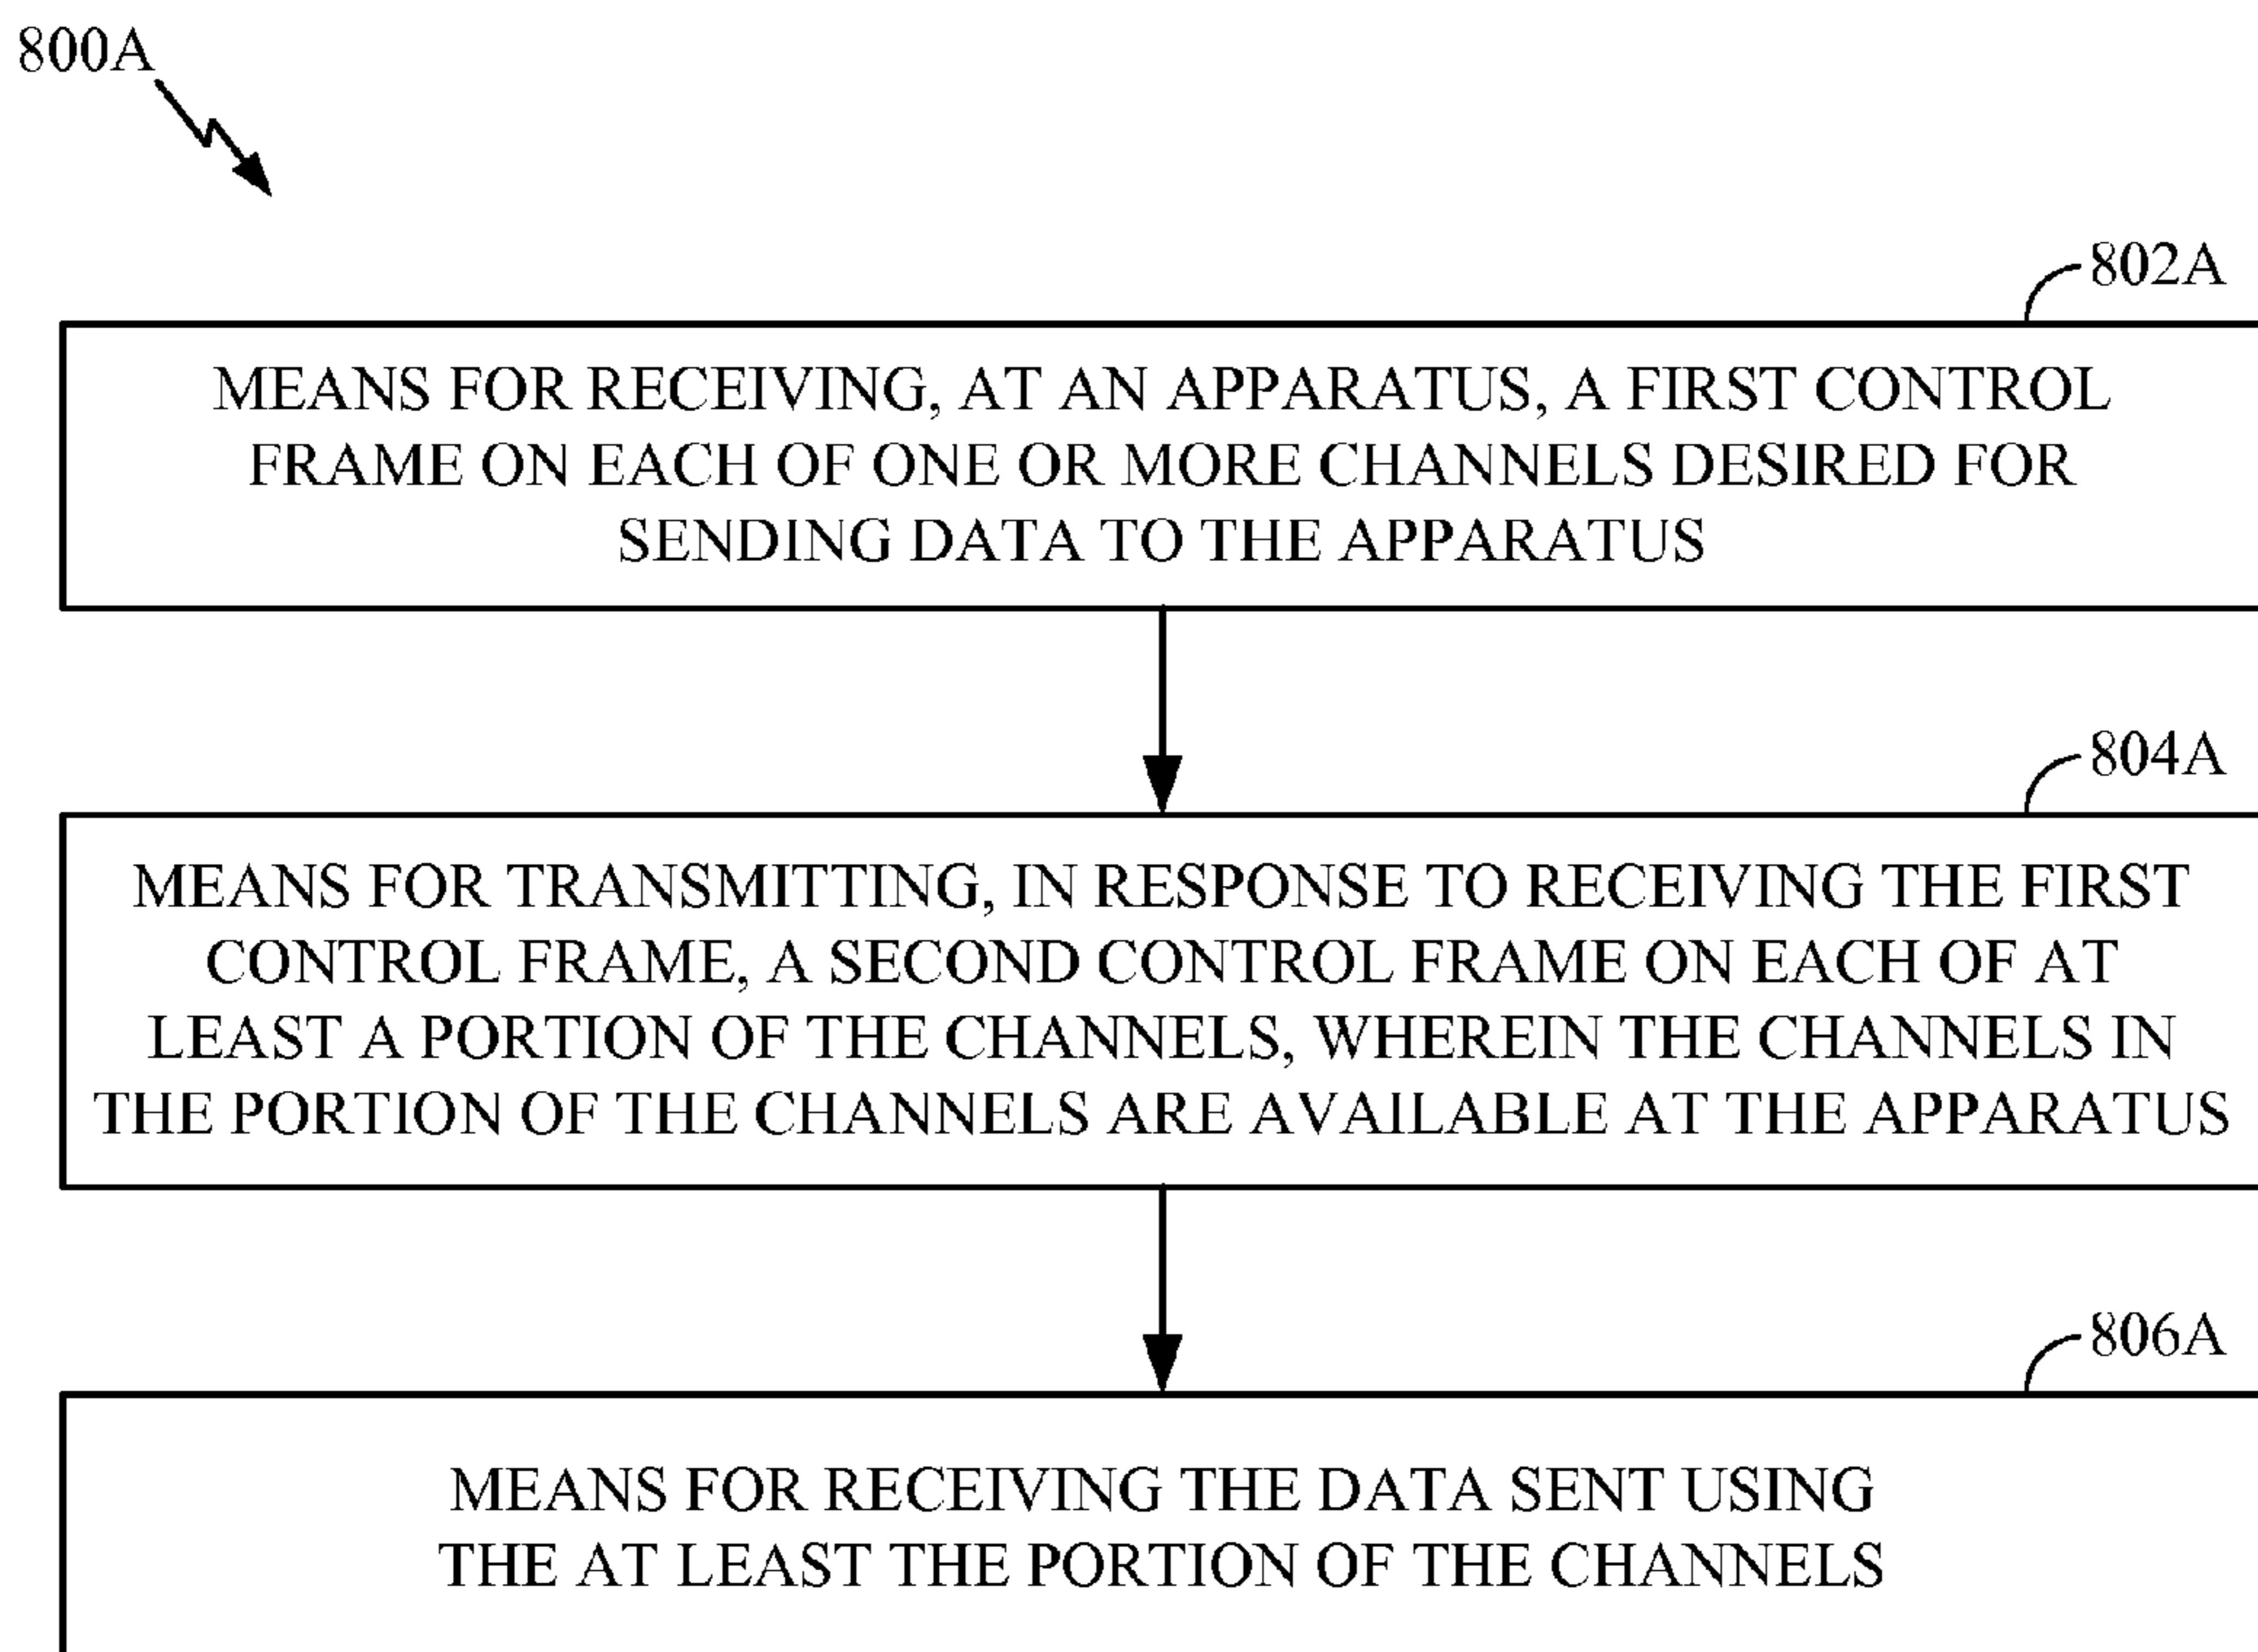 800A
802A
MEANS FOR RECEIVING, AT AN APPARATUS, A FIRST CONTROL
FRAME ON EACH OF ONE OR MORE CHANNELS DESIRED FOR
SENDING DATA TO THE APPARATUS
804A
MEANS FOR TRANSMITTING, IN RESPONSE TO RECEIVING THE FIRST
CONTROL FRAME, A SECOND CONTROL FRAME ON EACH OF AT
LEAST A PORTION OF THE CHANNELS, WHEREIN THE CHANNELS IN
THE PORTION OF THE CHANNELS ARE AVAILABLE AT THE APPARATUS
806A
MEANS FOR RECEIVING THE DATA SENT USING
THE AT LEAST THE PORTION OF THE CHANNELS